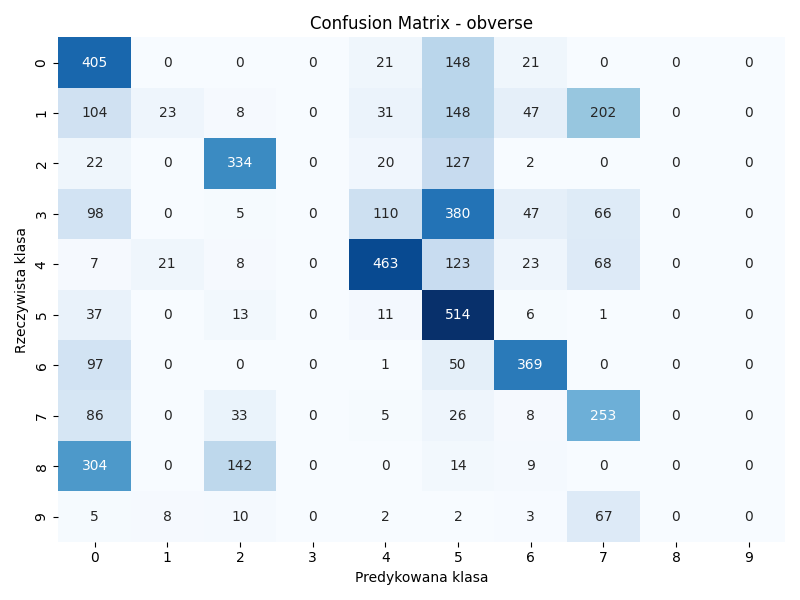 Confusion Matrix - obverse
Rzeczywista klasa
0 405 0 0 0 21 148 21 0 0 0
1 104 23 8 0 31 148 47 202 0 0
2 22 0 334 0 20 127 2 0 0 0
3 98 0 5 0 110 380 47 66 0 0
4 7 21 8 0 463 123 23 68 0 0
5 37 0 13 0 11 514 6 1 0 0
6 97 0 0 0 1 50 369 0 0 0
7 86 0 33 0 5 26 8 253 0 0
8 304 0 142 0 0 14 9 0 0 0
9 5 8 10 0 2 2 3 67 0 0
0 1 2 3 4 5 6 7 8 9
Predykowana klasa